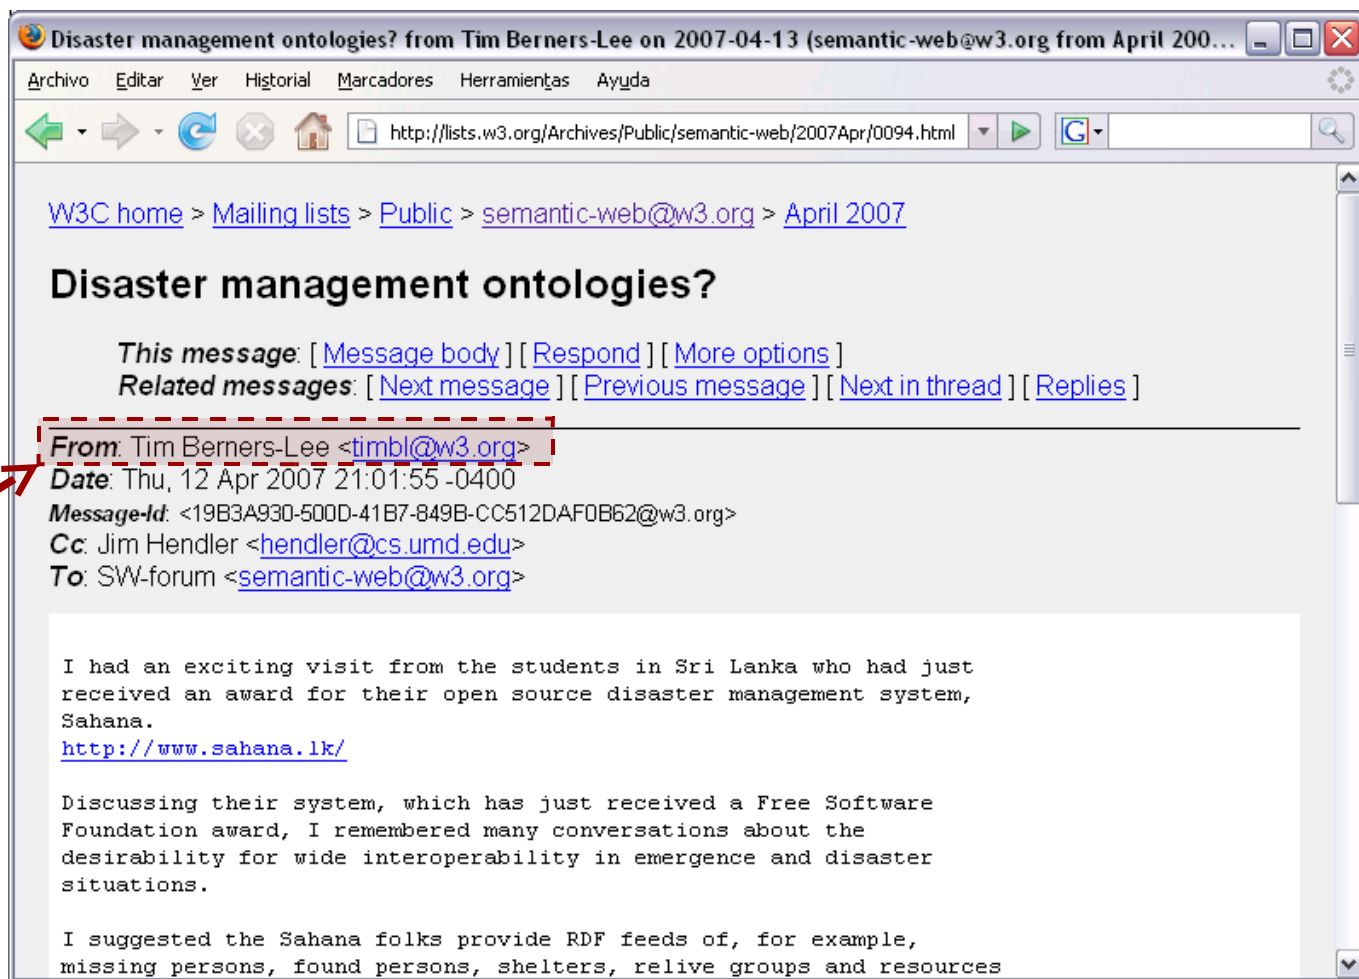 Disaster management ontologies? from Tim Berners-Lee on 2007-04-13 (semantic-web@w3.org from April 200...
Archivo Editar Ver Historial Marcadores Herramientas Ayuda
http://lists.w3.org/Archives/Public/semantic-web/2007Apr/0094.html G
W3C home > Mailing lists > Public > semantic-web@w3.org > April 2007
Disaster management ontologies?
This message: [ Message body ] [ Respond ] [ More options ]
Related messages: [ Next message ] [ Previous message ] [ Next in thread ] [ Replies ]
From: Tim Berners-Lee <timbl@w3.org>
Date: Thu, 12 Apr 2007 21:01:55 -0400
Message-Id: <19B3A930-500D-41B7-849B-CC512DAF0B62@w3.org>
Cc: Jim Hendler <hendler@cs.umd.edu>
To: SW-forum <semantic-web@w3.org>
I had an exciting visit from the students in Sri Lanka who had just
received an award for their open source disaster management system,
Sahana.
http://www.sahana.lk/
Discussing their system, which has just received a Free Software
Foundation award, I remembered many conversations about the
desirability for wide interoperability in emergence and disaster
situations.
I suggested the Sahana folks provide RDF feeds of, for example,
missing persons, found persons, shelters, relive groups and resources